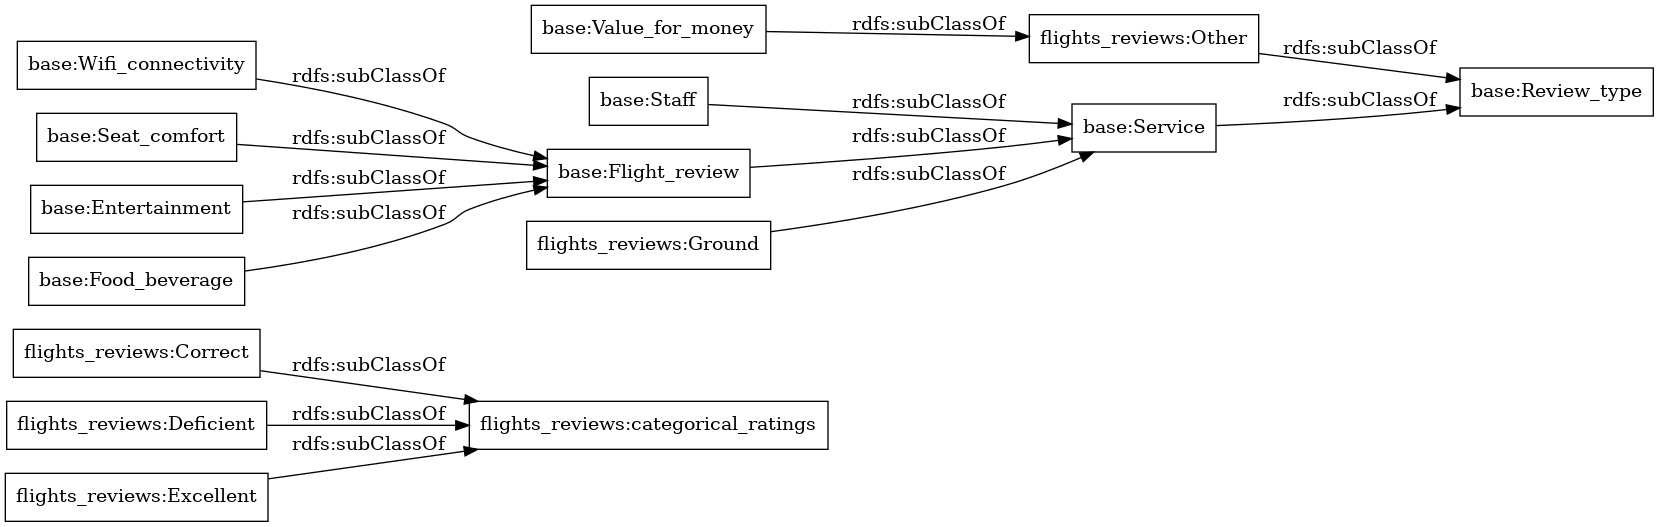 base:Value_for_money
rdfs:subClassOf
flights_reviews:Other
rdfs:subClassOf
base:Wifi_connectivity
rdfs:subClassOf
base:Staff
rdfs:subClassOf
base:Review_type
rdfs:subClassOf
base:Service
base:Seat_comfort
rdfs:subClassOf
rdfs:subClassOf
base:Flight_review
rdfs:subClassOf
base:Entertainment
rdfs:subClassOf
rdfs:subClassOf
flights_reviews:Ground
base:Food_beverage
flights_reviews:Correct
rdfs:subClassOf
flights_reviews:Deficient
rdfs:subClassOf
flights_reviews:categorical_ratings
rdfs:subClassOf
flights_reviews:Excellent